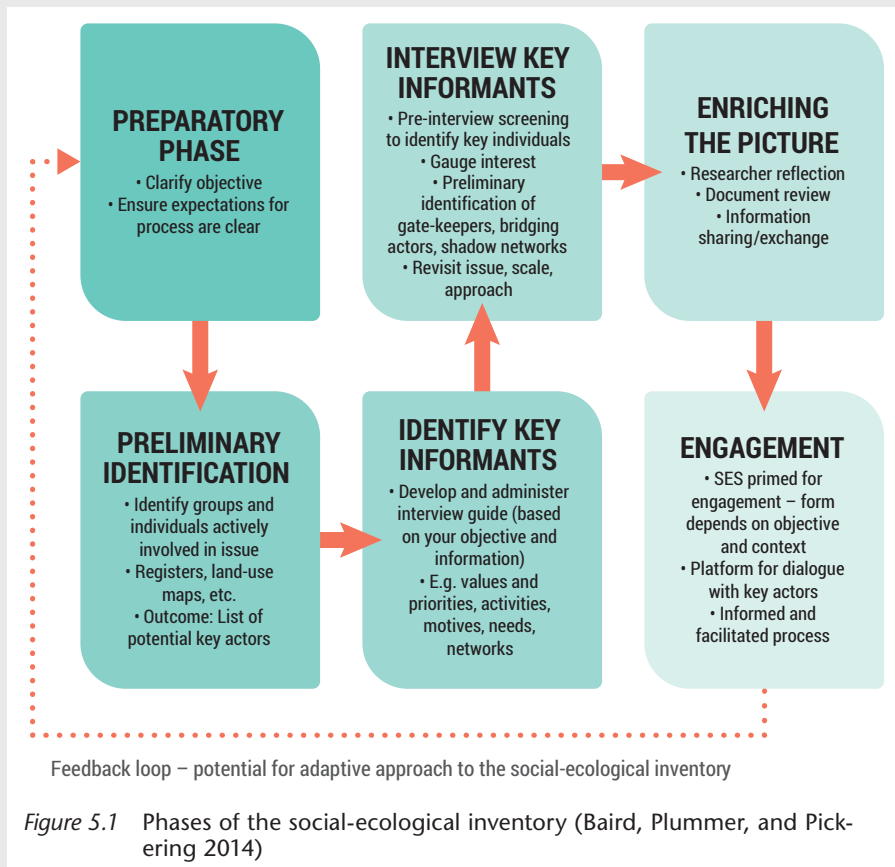 PREPARATORY
PHASE
• Clarify objective
• Ensure expectations for
process are clear
PRELIMINARY
IDENTIFICATION
• Identify groups and
individuals actively
involved in issue
• Registers, land-use
maps, etc.
• Outcome: List of
potential key actors
IDENTIFY KEY
INFORMANTS
• Develop and administer
interview guide (based
on your objective and
information)
• E.g. values and
priorities, activities,
motives, needs,
networks
INTERVIEW KEY
INFORMANTS
• Pre-interview screening
to identify key individuals
• Gauge interest
• Preliminary
identification of
gate-keepers, bridging
actors, shadow networks
• Revisit issue, scale,
approach
ENRICHING
THE PICTURE
• Researcher reflection
• Document review
• Information
sharing/exchange
ENGAGEMENT
• SES primed for
engagement – form
depends on objective
and context
• Platform for dialogue
with key actors
• Informed and
facilitated process
Feedback loop – potential for adaptive approach to the social-ecological inventory
Figure 5.1 Phases of the social-ecological inventory (Baird, Plummer, and Pick-
ering 2014)